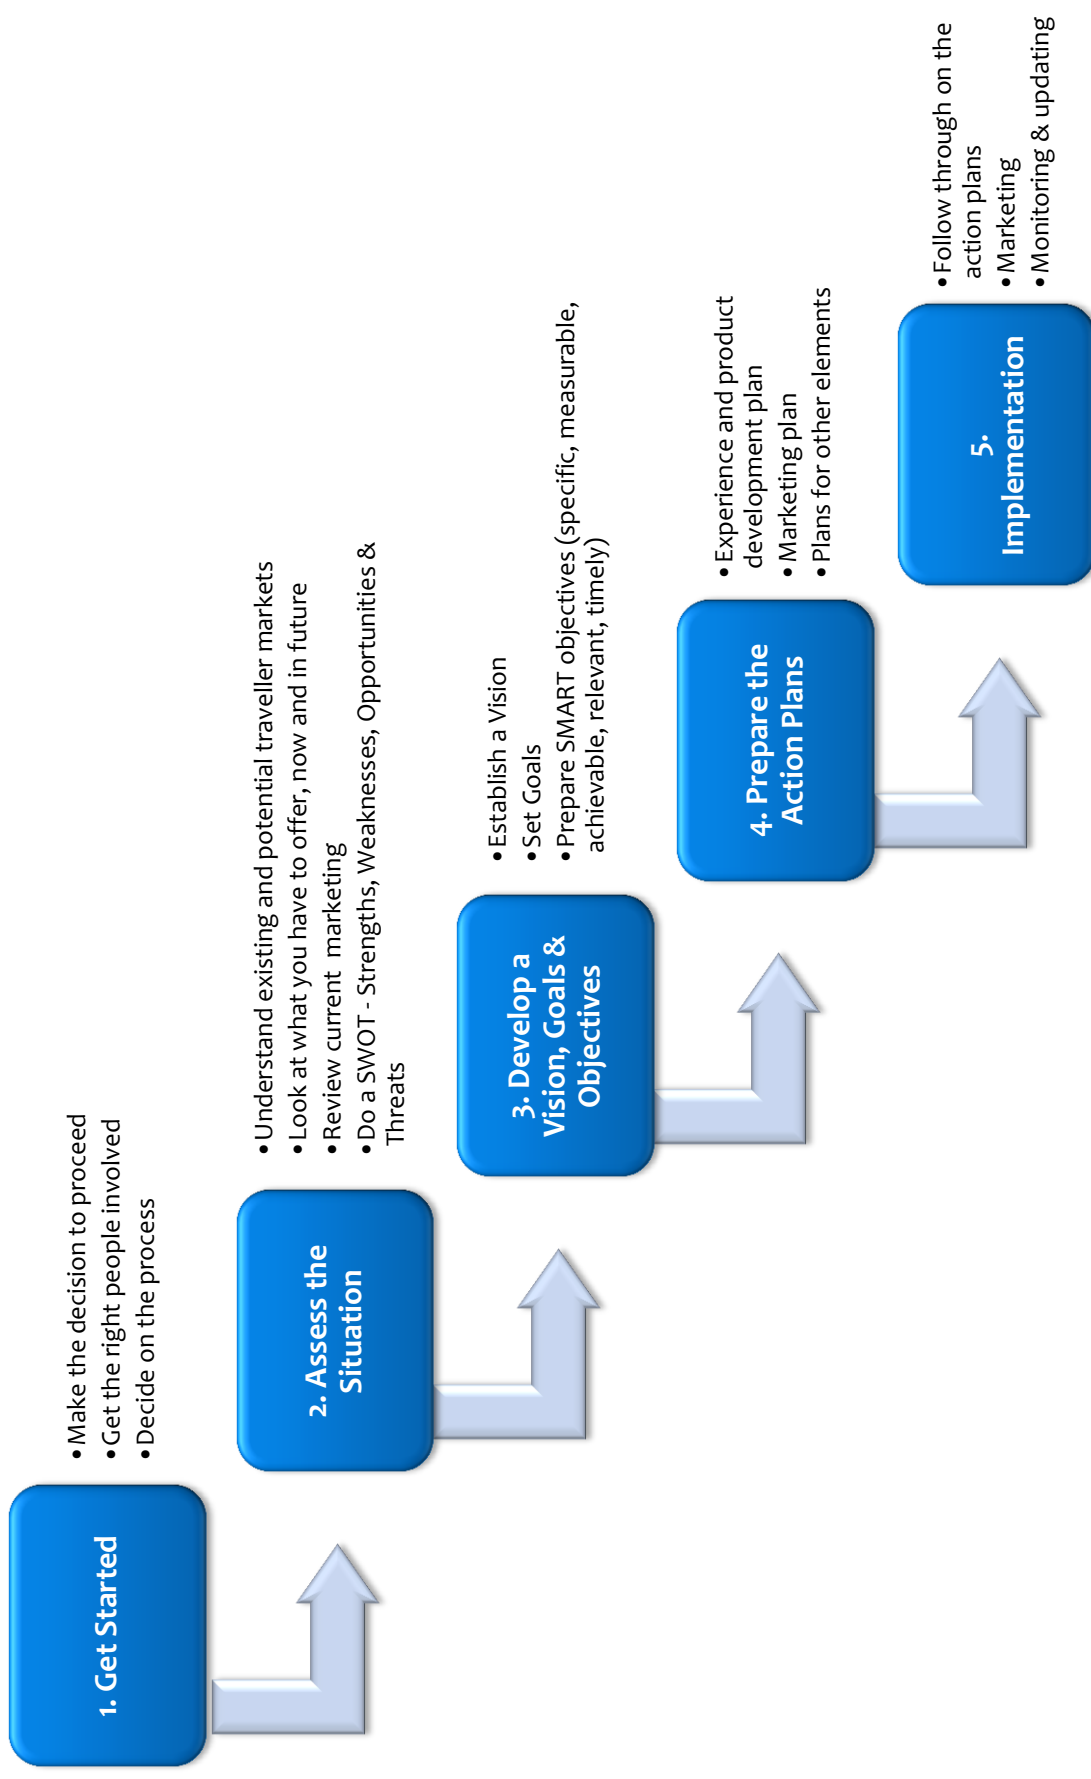 1. Get Started
•Make the decision to proceed
•Get the right people involved
•Decide on the process
2. Assess the
Situation
•Understand existing and potential traveller markets
•Look at what you have to offer, now and in future
•Review current marketing
•Do a SWOT - Strengths, Weaknesses, Opportunities &
Threats
3. Develop a
Vision, Goals &
Objectives
•Establish a Vision
•Set Goals
•Prepare SMART objectives (specific, measurable,
achievable, relevant, timely)
4. Prepare the
Action Plans
•Experience and product
development plan
•Marketing plan
•Plans for other elements
5.
Implementation
•Follow through on the
action plans
•Marketing
•Monitoring & updating